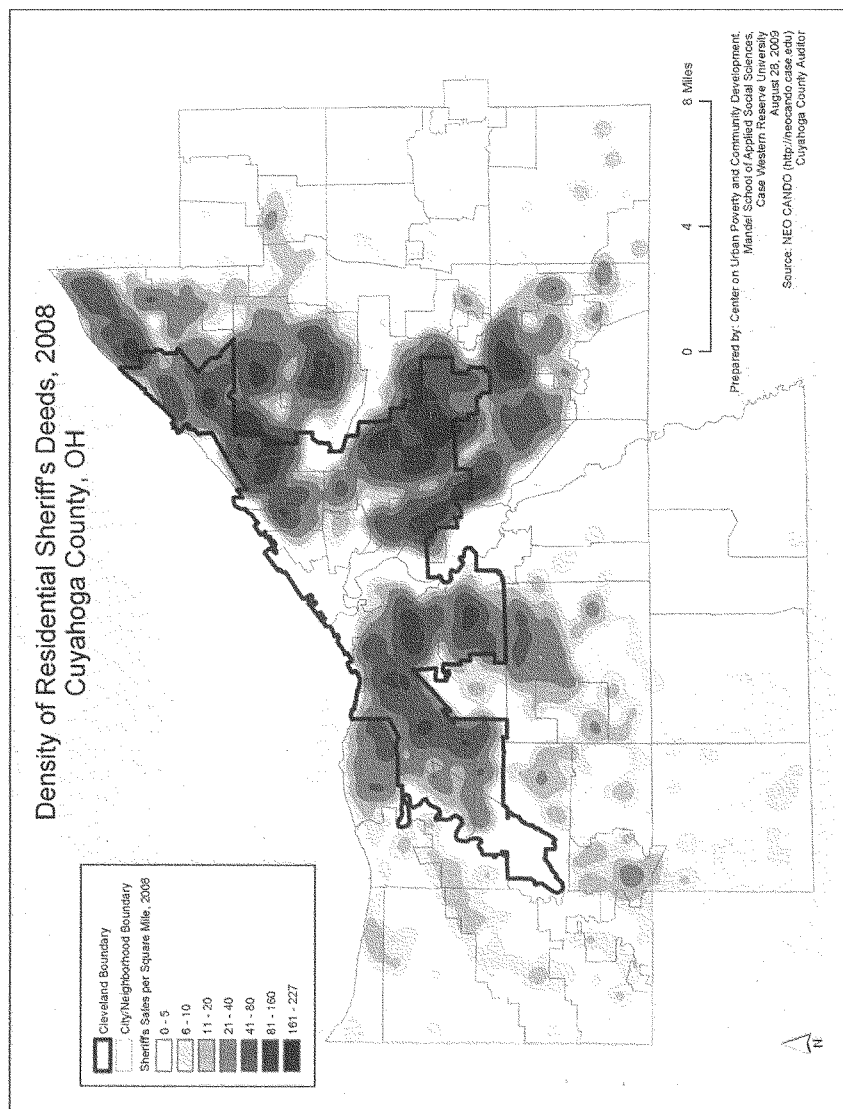 Density of Residential Sheriff's Deeds, 2008
Cuyahoga County, OH
Cleveland Boundary
City/Neighborhood Boundary
Sheriff's Sales per Square Mile, 2008
0 - 5
6 - 10
11 - 20
21 - 40
41 - 80
81 - 160
161 - 227
N
0 4 8 Miles
Prepared by: Center on Urban Poverty and Community Development,
Mandel School of Applied Social Sciences,
Case Western Reserve University
August 28, 2009
Source: NEO CANDO (http://neocando.case.edu)
Cuyahoga County Auditor